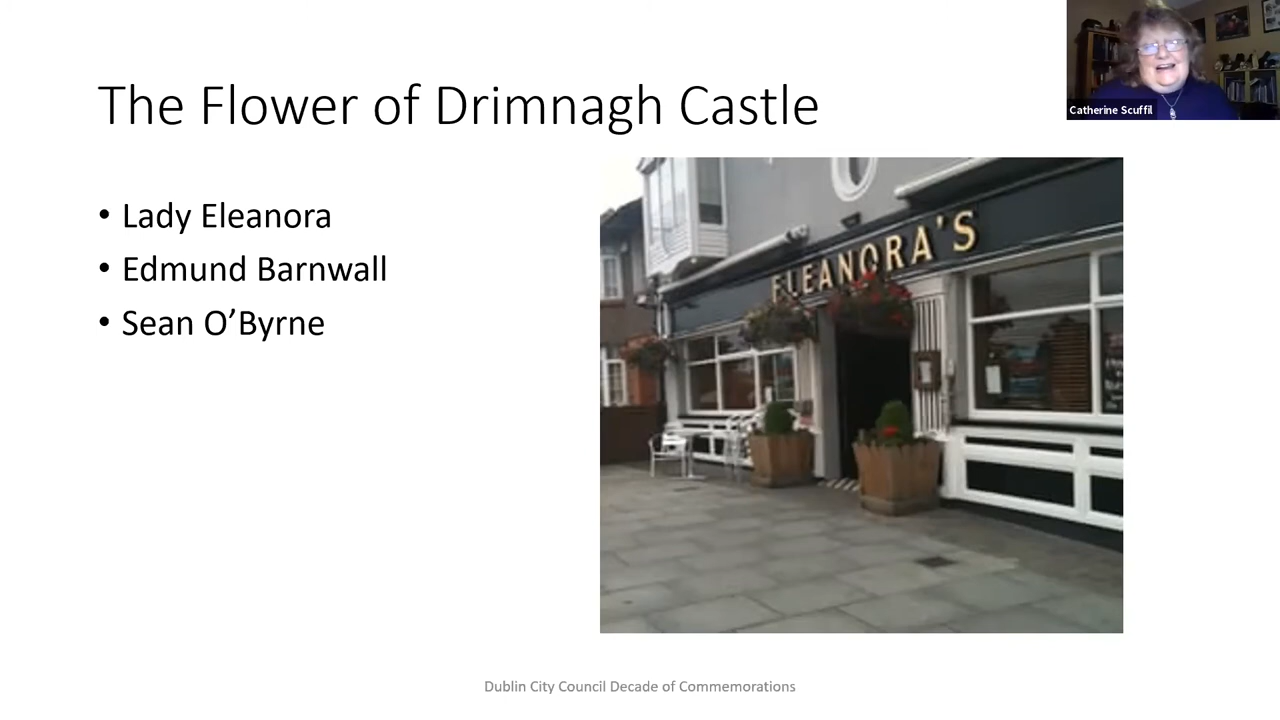 The Flower of Drimnagh Castle
Catherine Scuffil
• Lady Eleanora
• Edmund Barnwall
• Sean O’Byrne
ELEANORA'S
Dublin City Council Decade of Commemorations